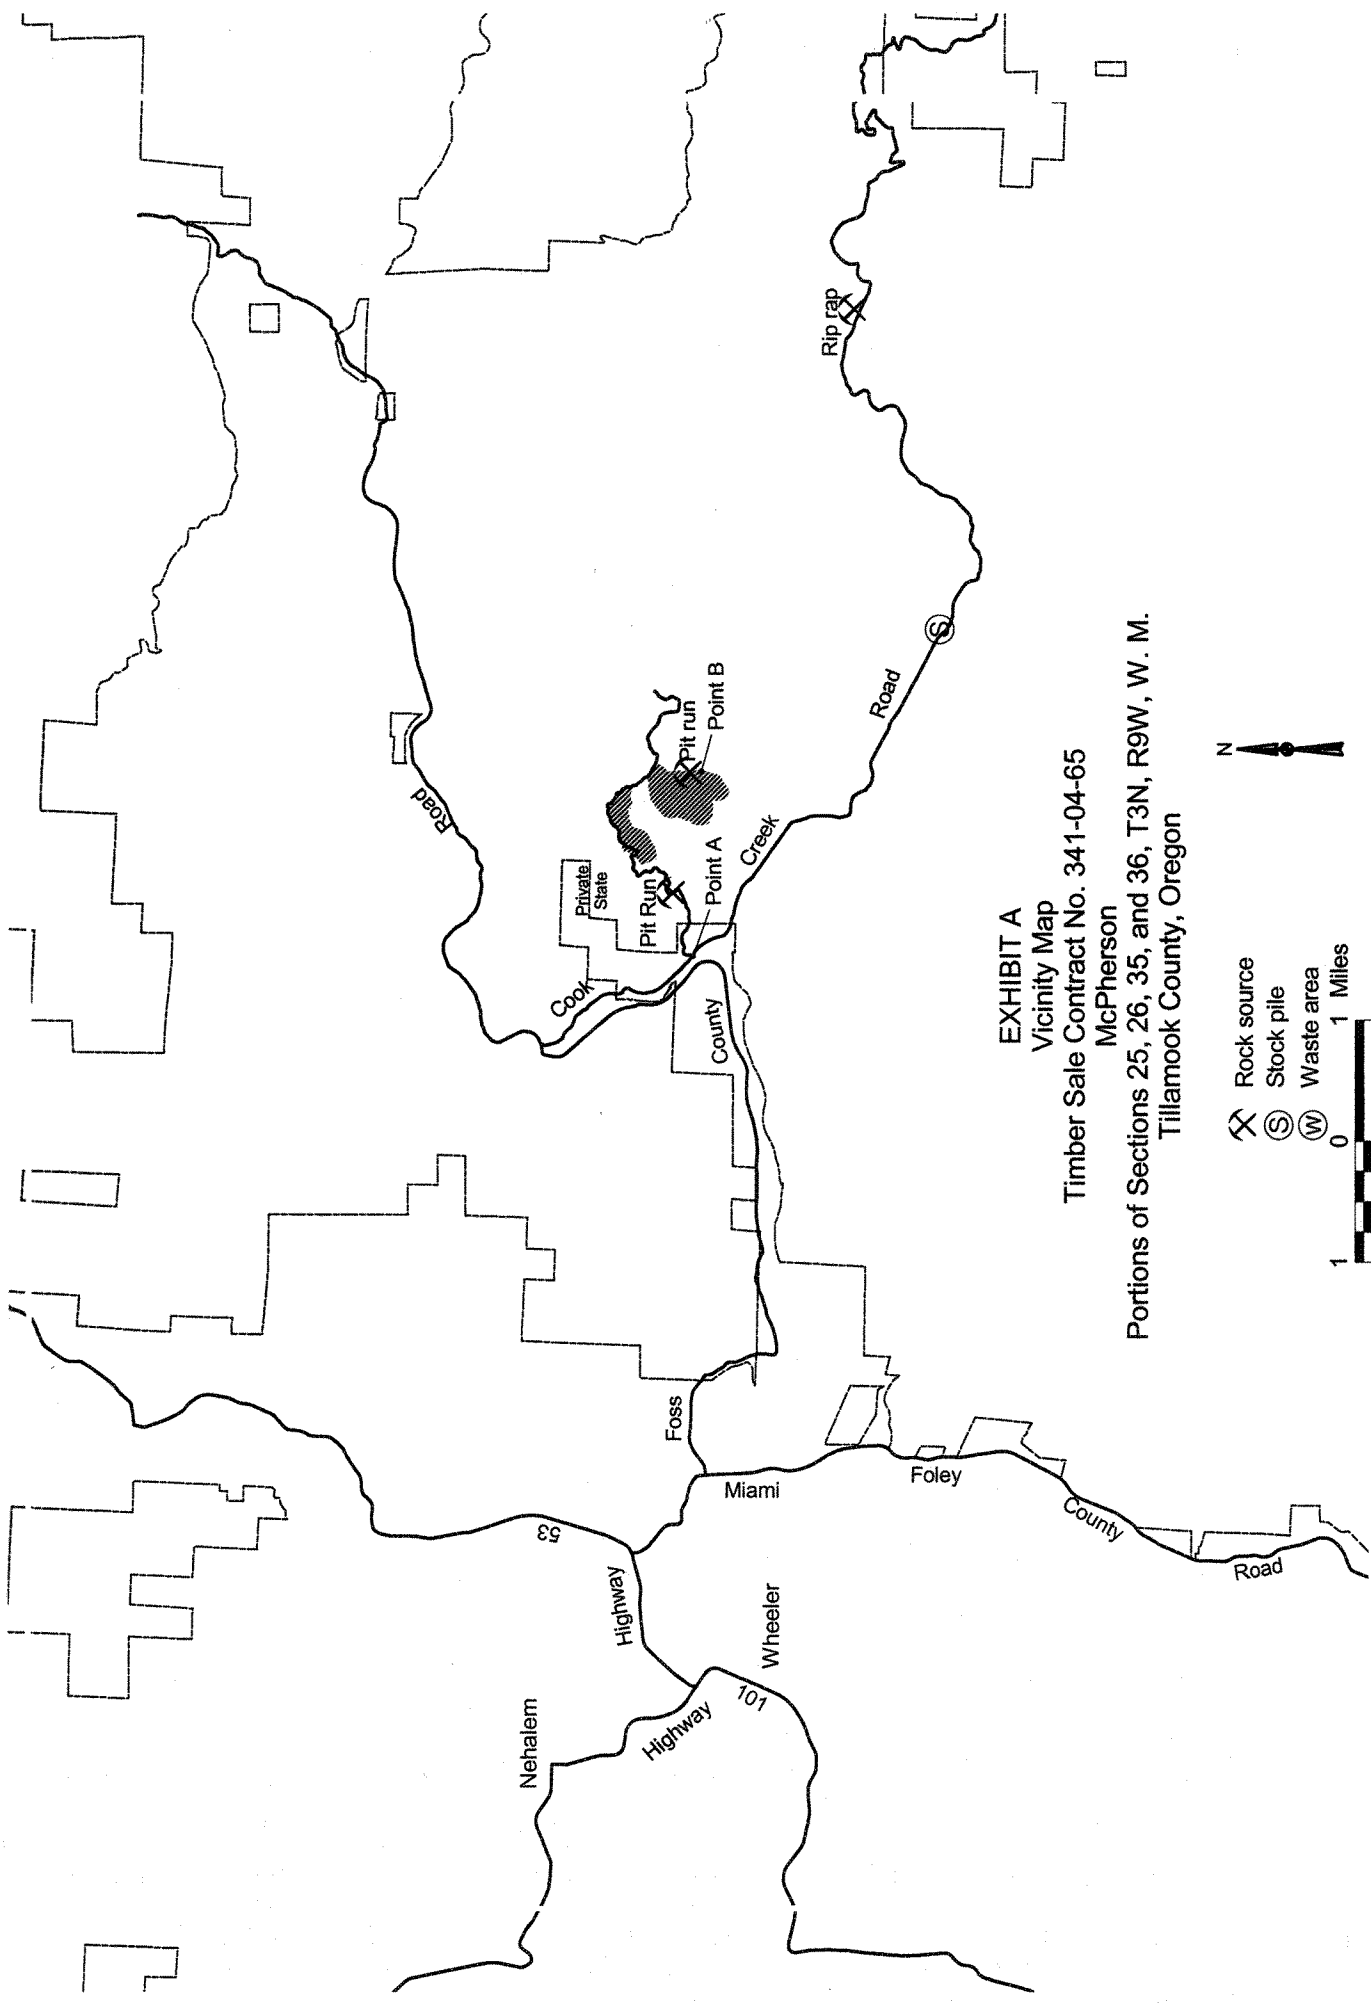 Nehalem
Highway
101
Wheeler
Highway
53
Foss
Miami
Foley
County
Road
County
Cook
Road
Private
State
Pit Run
Point A
Pit run
Point B
Creek
Road
S
Rip rap
EXHIBIT A
Vicinity Map
Timber Sale Contract No. 341-04-65
McPherson
Portions of Sections 25, 26, 35, and 36, T3N, R9W, W. M.
Tillamook County, Oregon
N
Rock source
S Stock pile
W Waste area
1 0 1 Miles